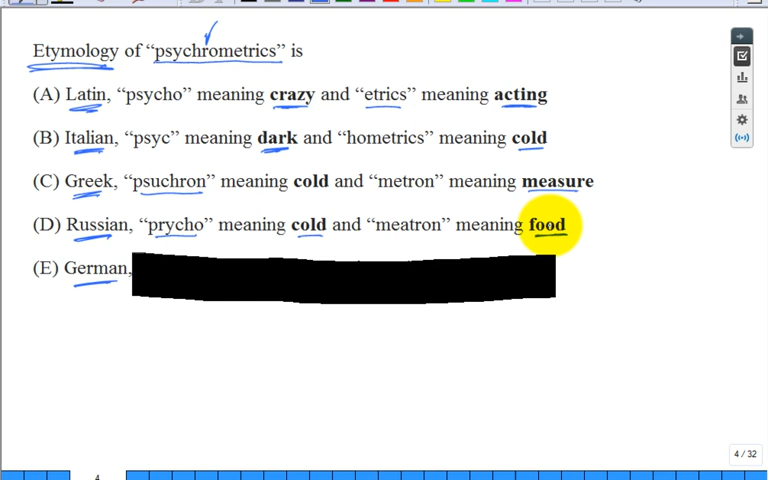 Etymology of “psychrometrics” is
(A) Latin, “psycho” meaning crazy and “etrics” meaning acting
(B) Italian, “psyc” meaning dark and “hometrics” meaning cold
(C) Greek, “psuchron” meaning cold and “metron” meaning measure
(D) Russian, “prycho” meaning cold and “meatron” meaning food
(E) German,
4 / 32
4